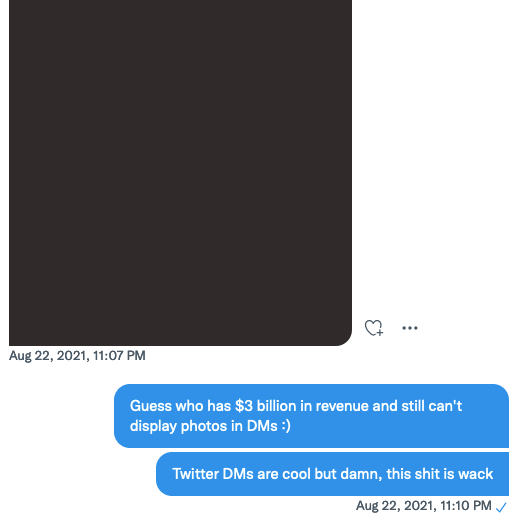 Aug 22, 2021, 11:07 PM
Guess who has $3 billion in revenue and still can't
display photos in DMs :)
Twitter DMs are cool but damn, this shit is wack
Aug 22, 2021, 11:10 PM